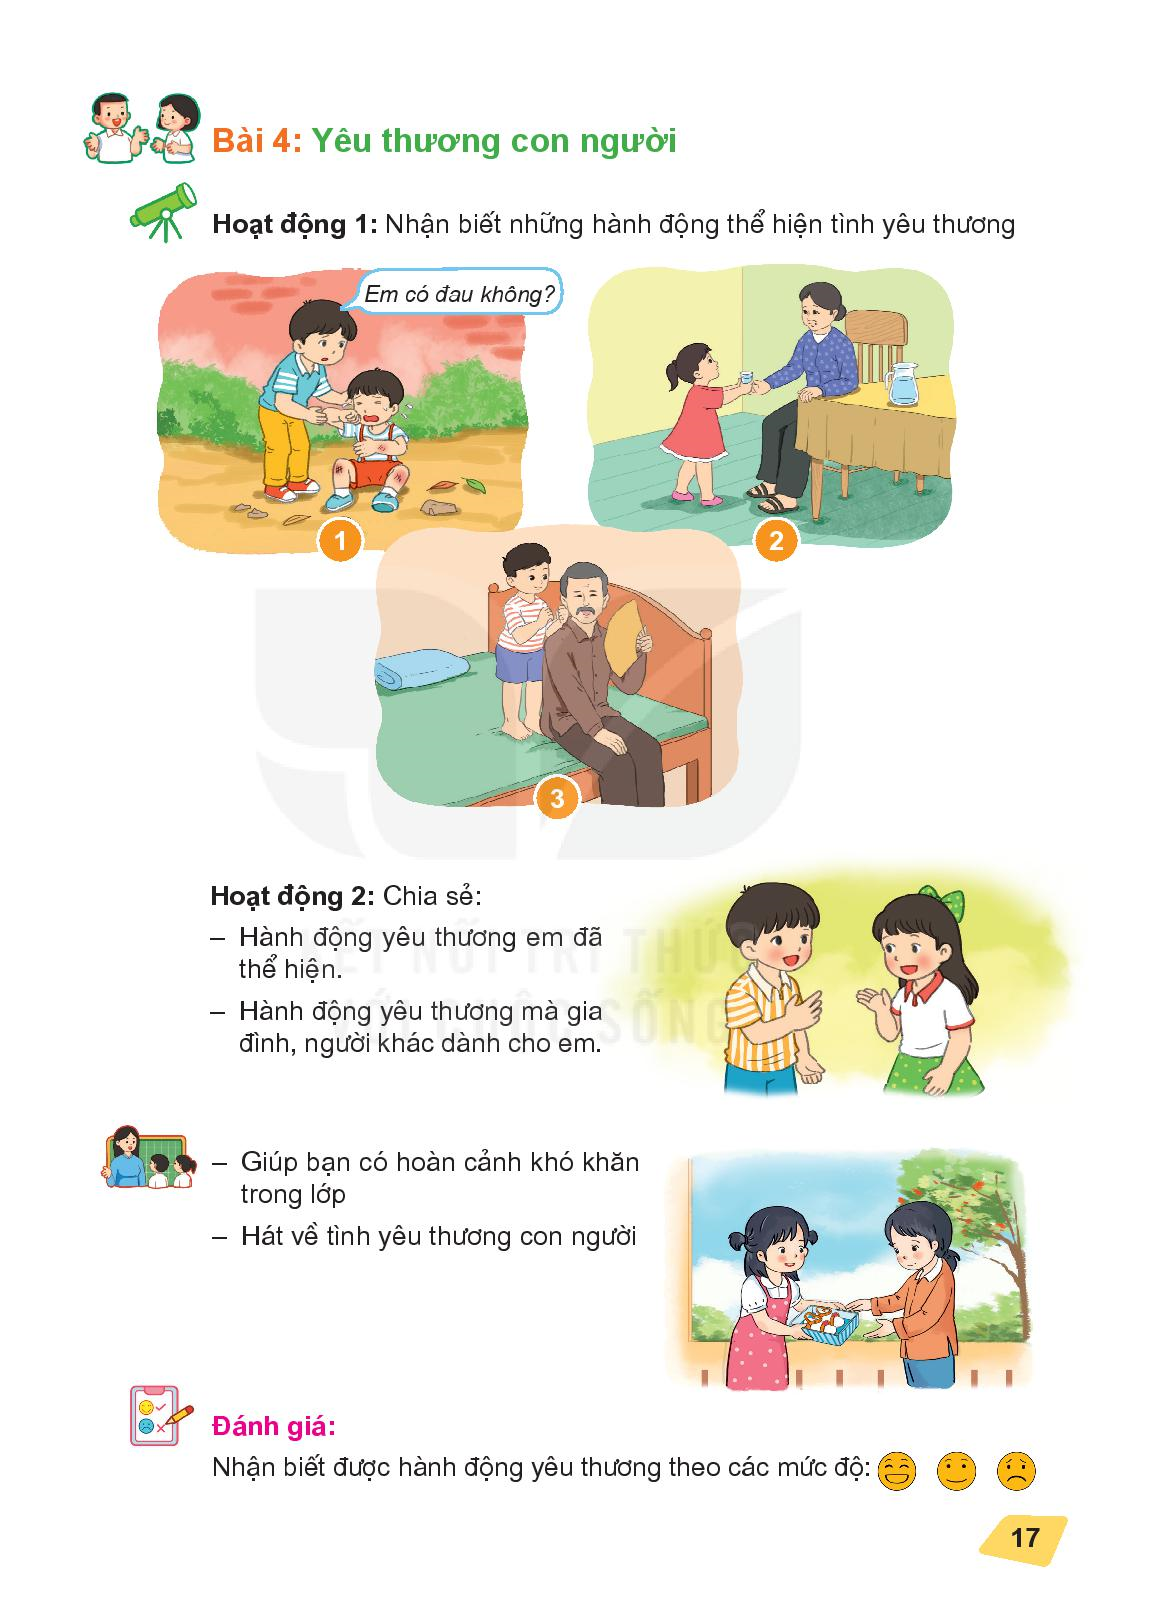 Bài 4: Yêu thương con người
Hoạt động 1: Nhận biết những hành động thể hiện tình yêu thương
Em có đau không?
1
2
3
Hoạt động 2: Chia sẻ:
– Hành động yêu thương em đã
thể hiện.
– Hành động yêu thương mà gia
đình, người khác dành cho em.
– Giúp bạn có hoàn cảnh khó khăn
trong lớp
– Hát về tình yêu thương con người
Đánh giá:
Nhận biết được hành động yêu thương theo các mức độ:
17